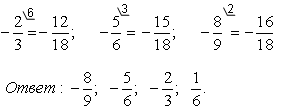 -2/3 \6 = -12/18; -5/6 \3 = -15/18; -8/9 \2 = -16/18
Ответ: -8/9; -5/6; -2/3; 1/6.